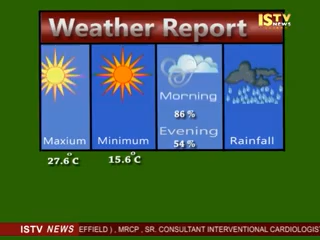 Weather Report
ISTV
NEWS
Morning
86 %
Evening
54 %
Maxium
Minimum
Rainfall
27.6°C
15.6°C
ISTV NEWS
EFFIELD ) , MRCP , SR. CONSULTANT INTERVENTIONAL CARDIOLOGIS